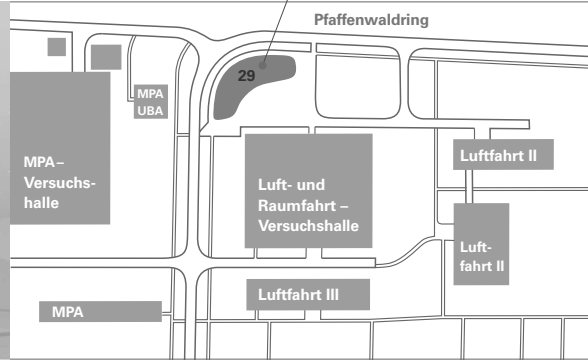 Pfaffenwaldring
29
MPA
UBA
MPA–
Versuchs-
halle
Luft- und
Raumfahrt –
Versuchshalle
Luftfahrt II
Luft-
fahrt II
Luftfahrt III
MPA